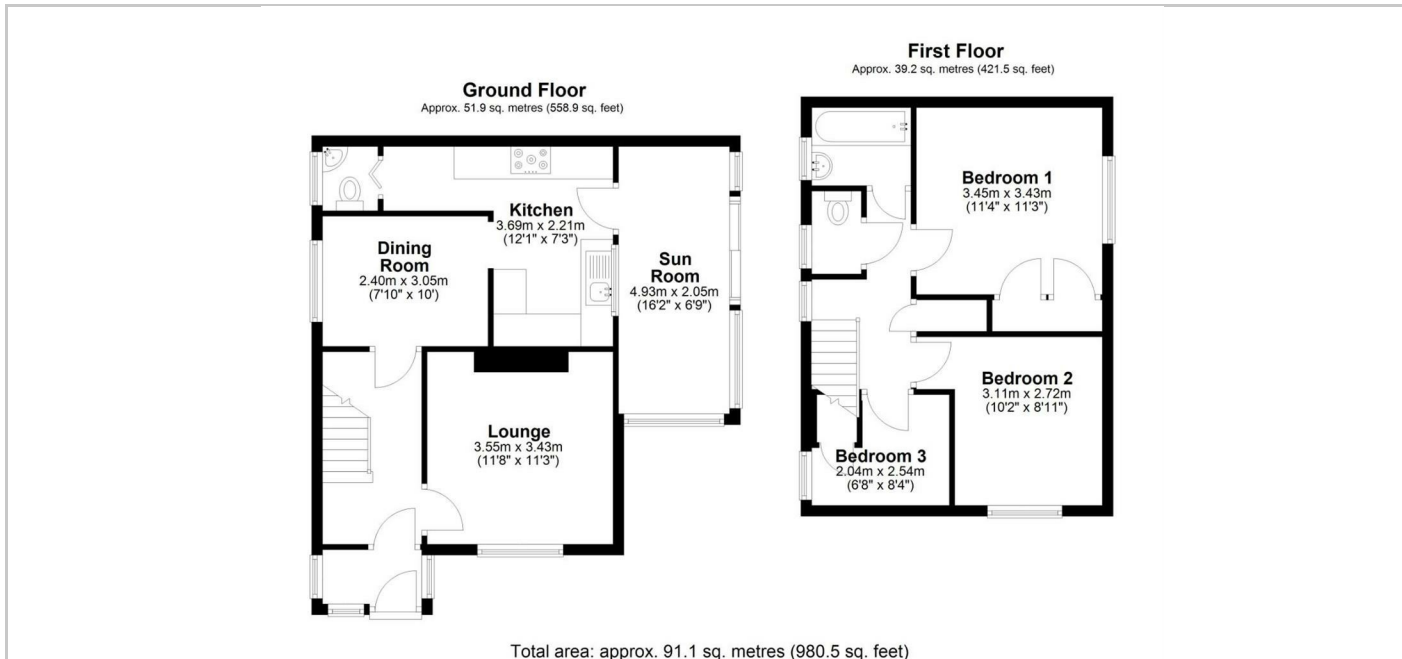 Ground Floor
Approx. 51.9 sq. metres (558.9 sq. feet)
Kitchen
3.69m x 2.21m
(12'1" x 7'3")
Dining
Room
2.40m x 3.05m
(7'10" x 10')
Sun
Room
4.93m x 2.05m
(16'2" x 6'9")
Lounge
3.55m x 3.43m
(11'8" x 11'3")
First Floor
Approx. 39.2 sq. metres (421.5 sq. feet)
Bedroom 1
3.45m x 3.43m
(11'4" x 11'3")
Bedroom 2
3.11m x 2.72m
(10'2" x 8'11")
Bedroom 3
2.04m x 2.54m
(6'8" x 8'4")
Total area: approx. 91.1 sq. metres (980.5 sq. feet)